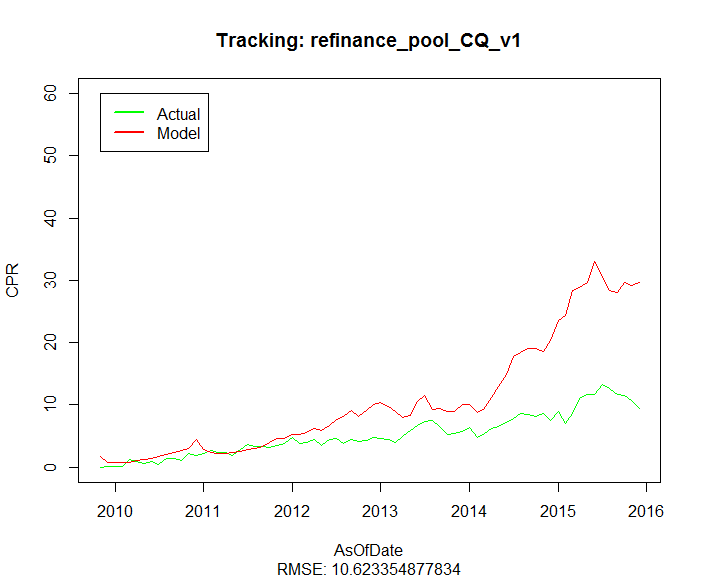 Tracking: refinance_pool_CQ_v1
60
50
40
30
20
10
0
CPR
Actual
Model
2010 2011 2012 2013 2014 2015 2016
AsOfDate
RMSE: 10.623354877834